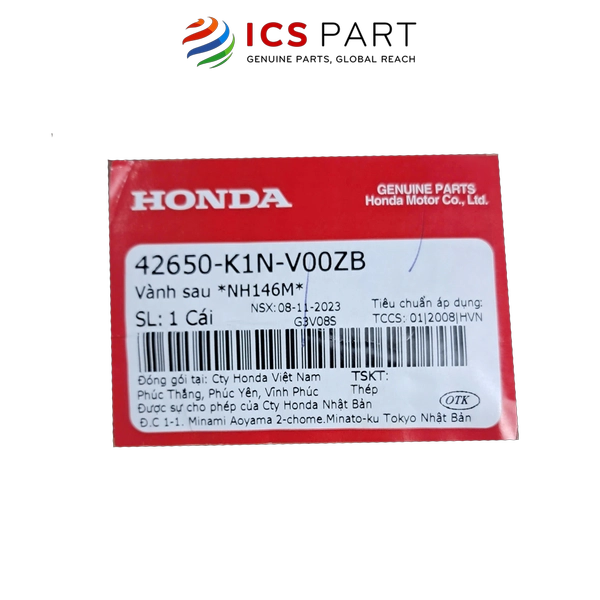 ICS PART
GENUINE PARTS, GLOBAL REACH
HONDA
GENUINE PARTS
Honda Motor Co., Ltd.
42650-K1N-V00ZB
Vành sau *NH146M*
NSX: 08-11-2023
Tiêu chuẩn áp dụng:
SL: 1 Cái
G3V08S
TCCS: 01|2008|HVN
Đóng gói tại: Cty Honda Việt Nam
TSKT:
Phúc Thắng, Phúc Yên, Vĩnh Phúc
Thép
Được sự cho phép của Cty Honda Nhật Bản
OTK
Đ.C 1-1. Minami Aoyama 2-chome.Minato-ku Tokyo Nhật Bản